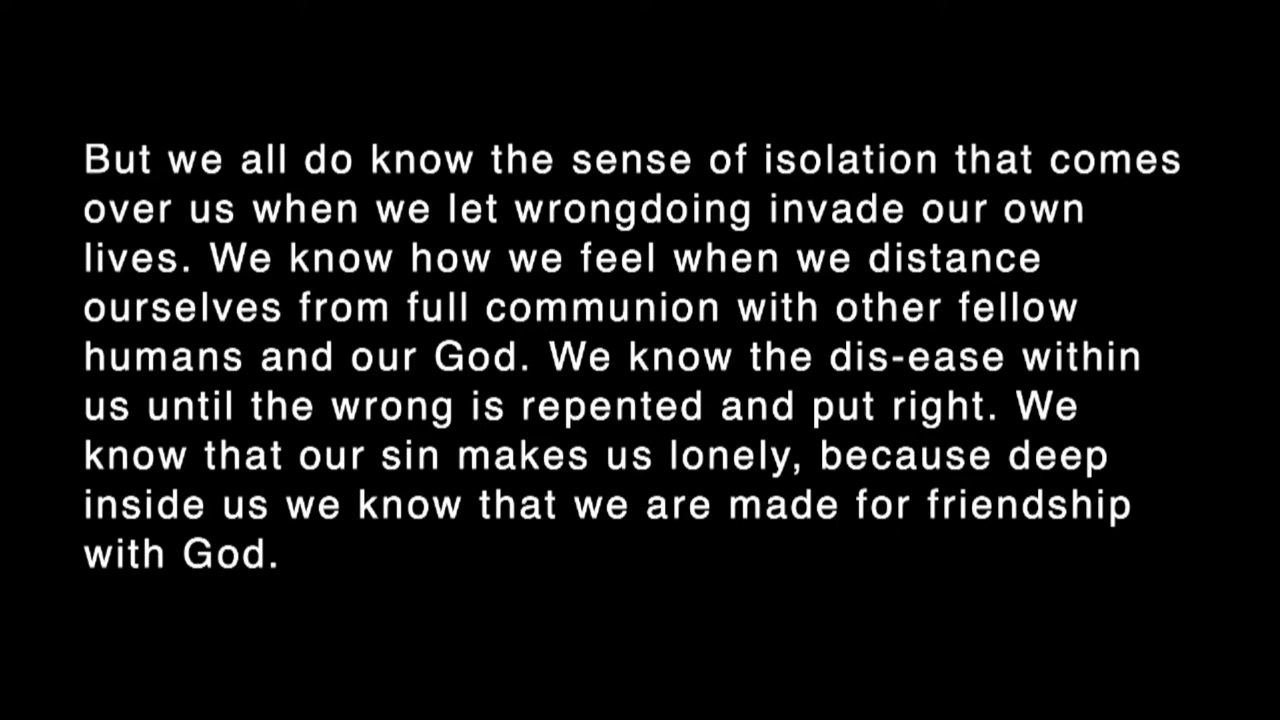 But we all do know the sense of isolation that comes
over us when we let wrongdoing invade our own
lives. We know how we feel when we distance
ourselves from full communion with other fellow
humans and our God. We know the dis-ease within
us until the wrong is repented and put right. We
know that our sin makes us lonely, because deep
inside us we know that we are made for friendship
with God.